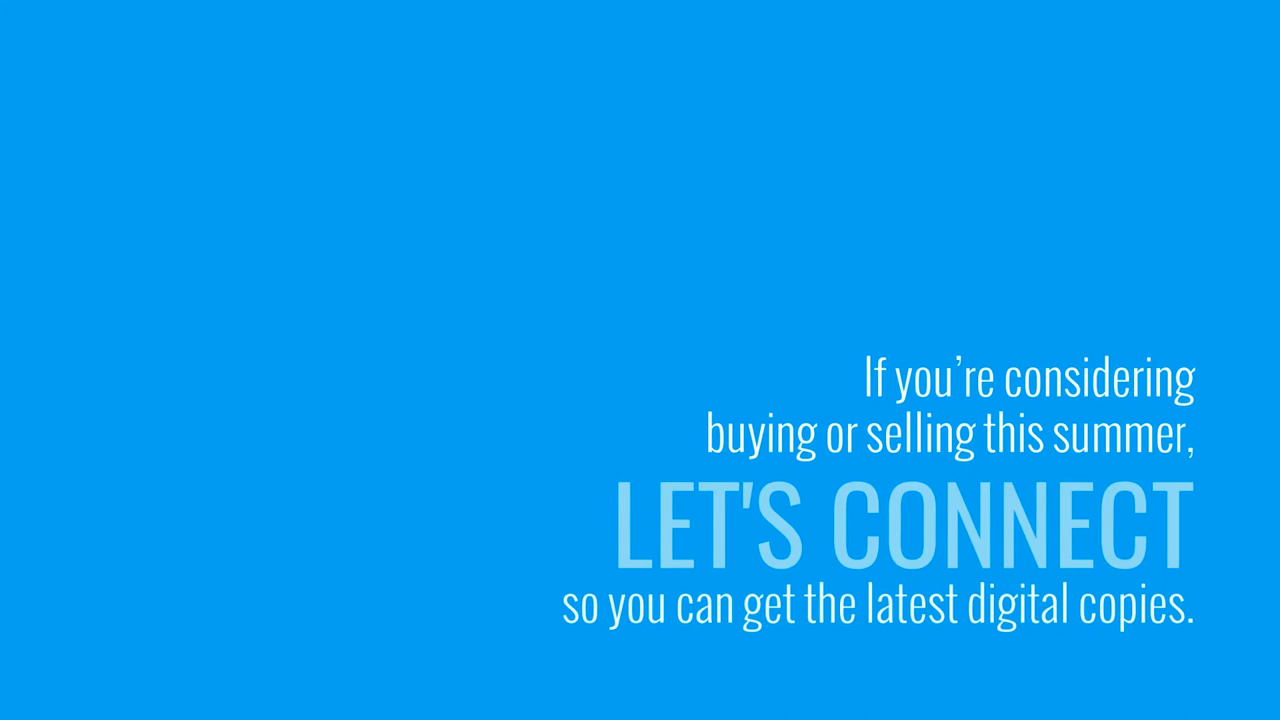 If you’re considering
buying or selling this summer,
LET'S CONNECT
so you can get the latest digital copies.